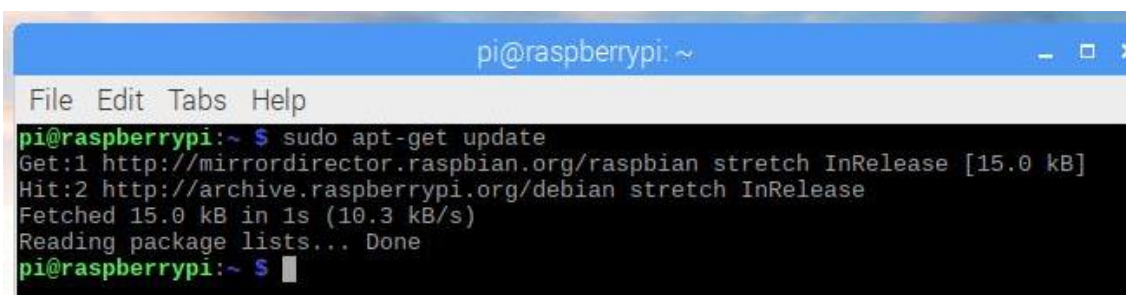 pi@raspberrypi: ~
File Edit Tabs Help
pi@raspberrypi:~ $ sudo apt-get update
Get:1 http://mirrordirector.raspbian.org/raspbian stretch InRelease [15.0 kB]
Hit:2 http://archive.raspberrypi.org/debian stretch InRelease
Fetched 15.0 kB in 1s (10.3 kB/s)
Reading package lists... Done
pi@raspberrypi:~ $